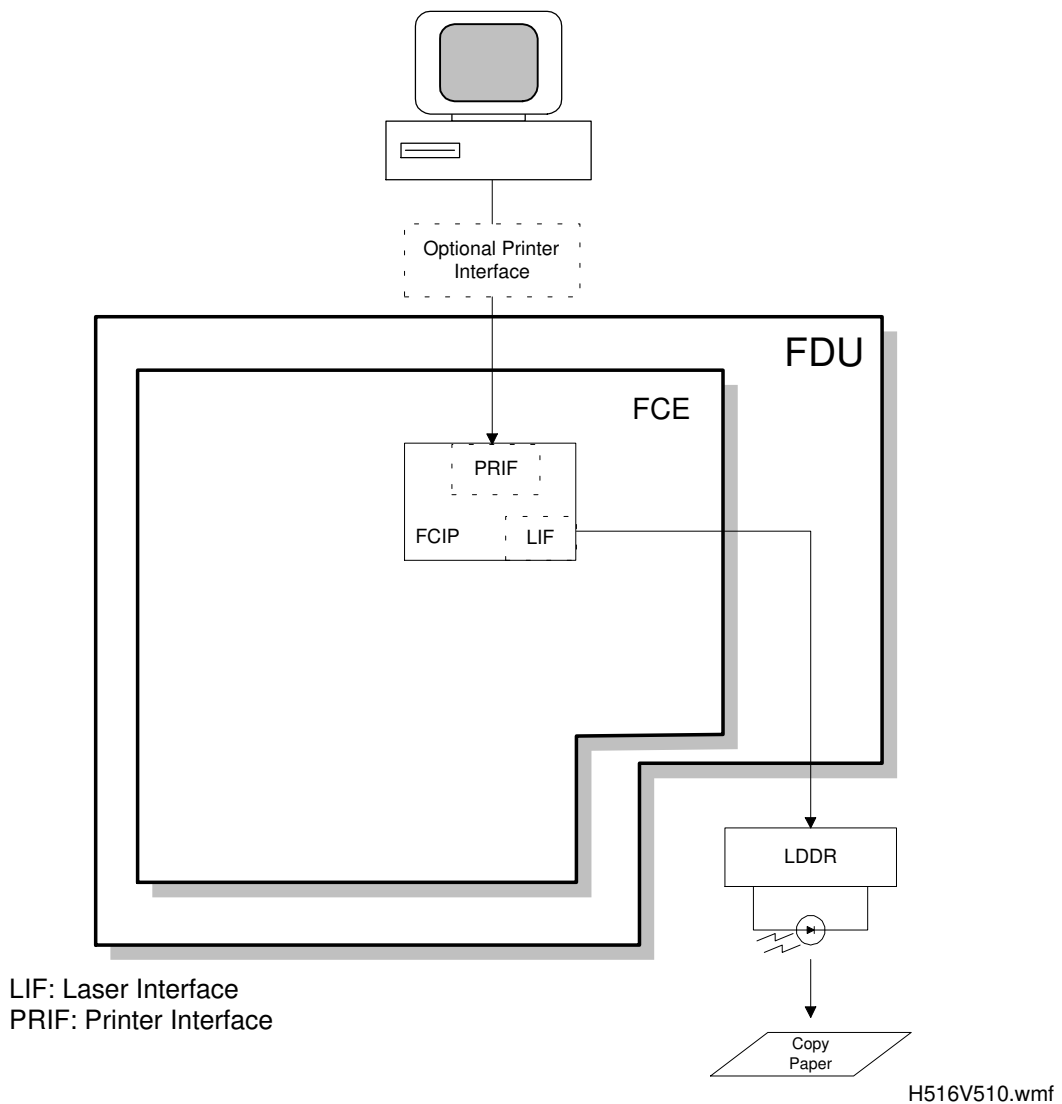 Optional Printer
Interface
FDU
FCE
PRIF
FCIP
LIF
LDDR
LIF: Laser Interface
PRIF: Printer Interface
Copy
Paper
H516V510.wmf